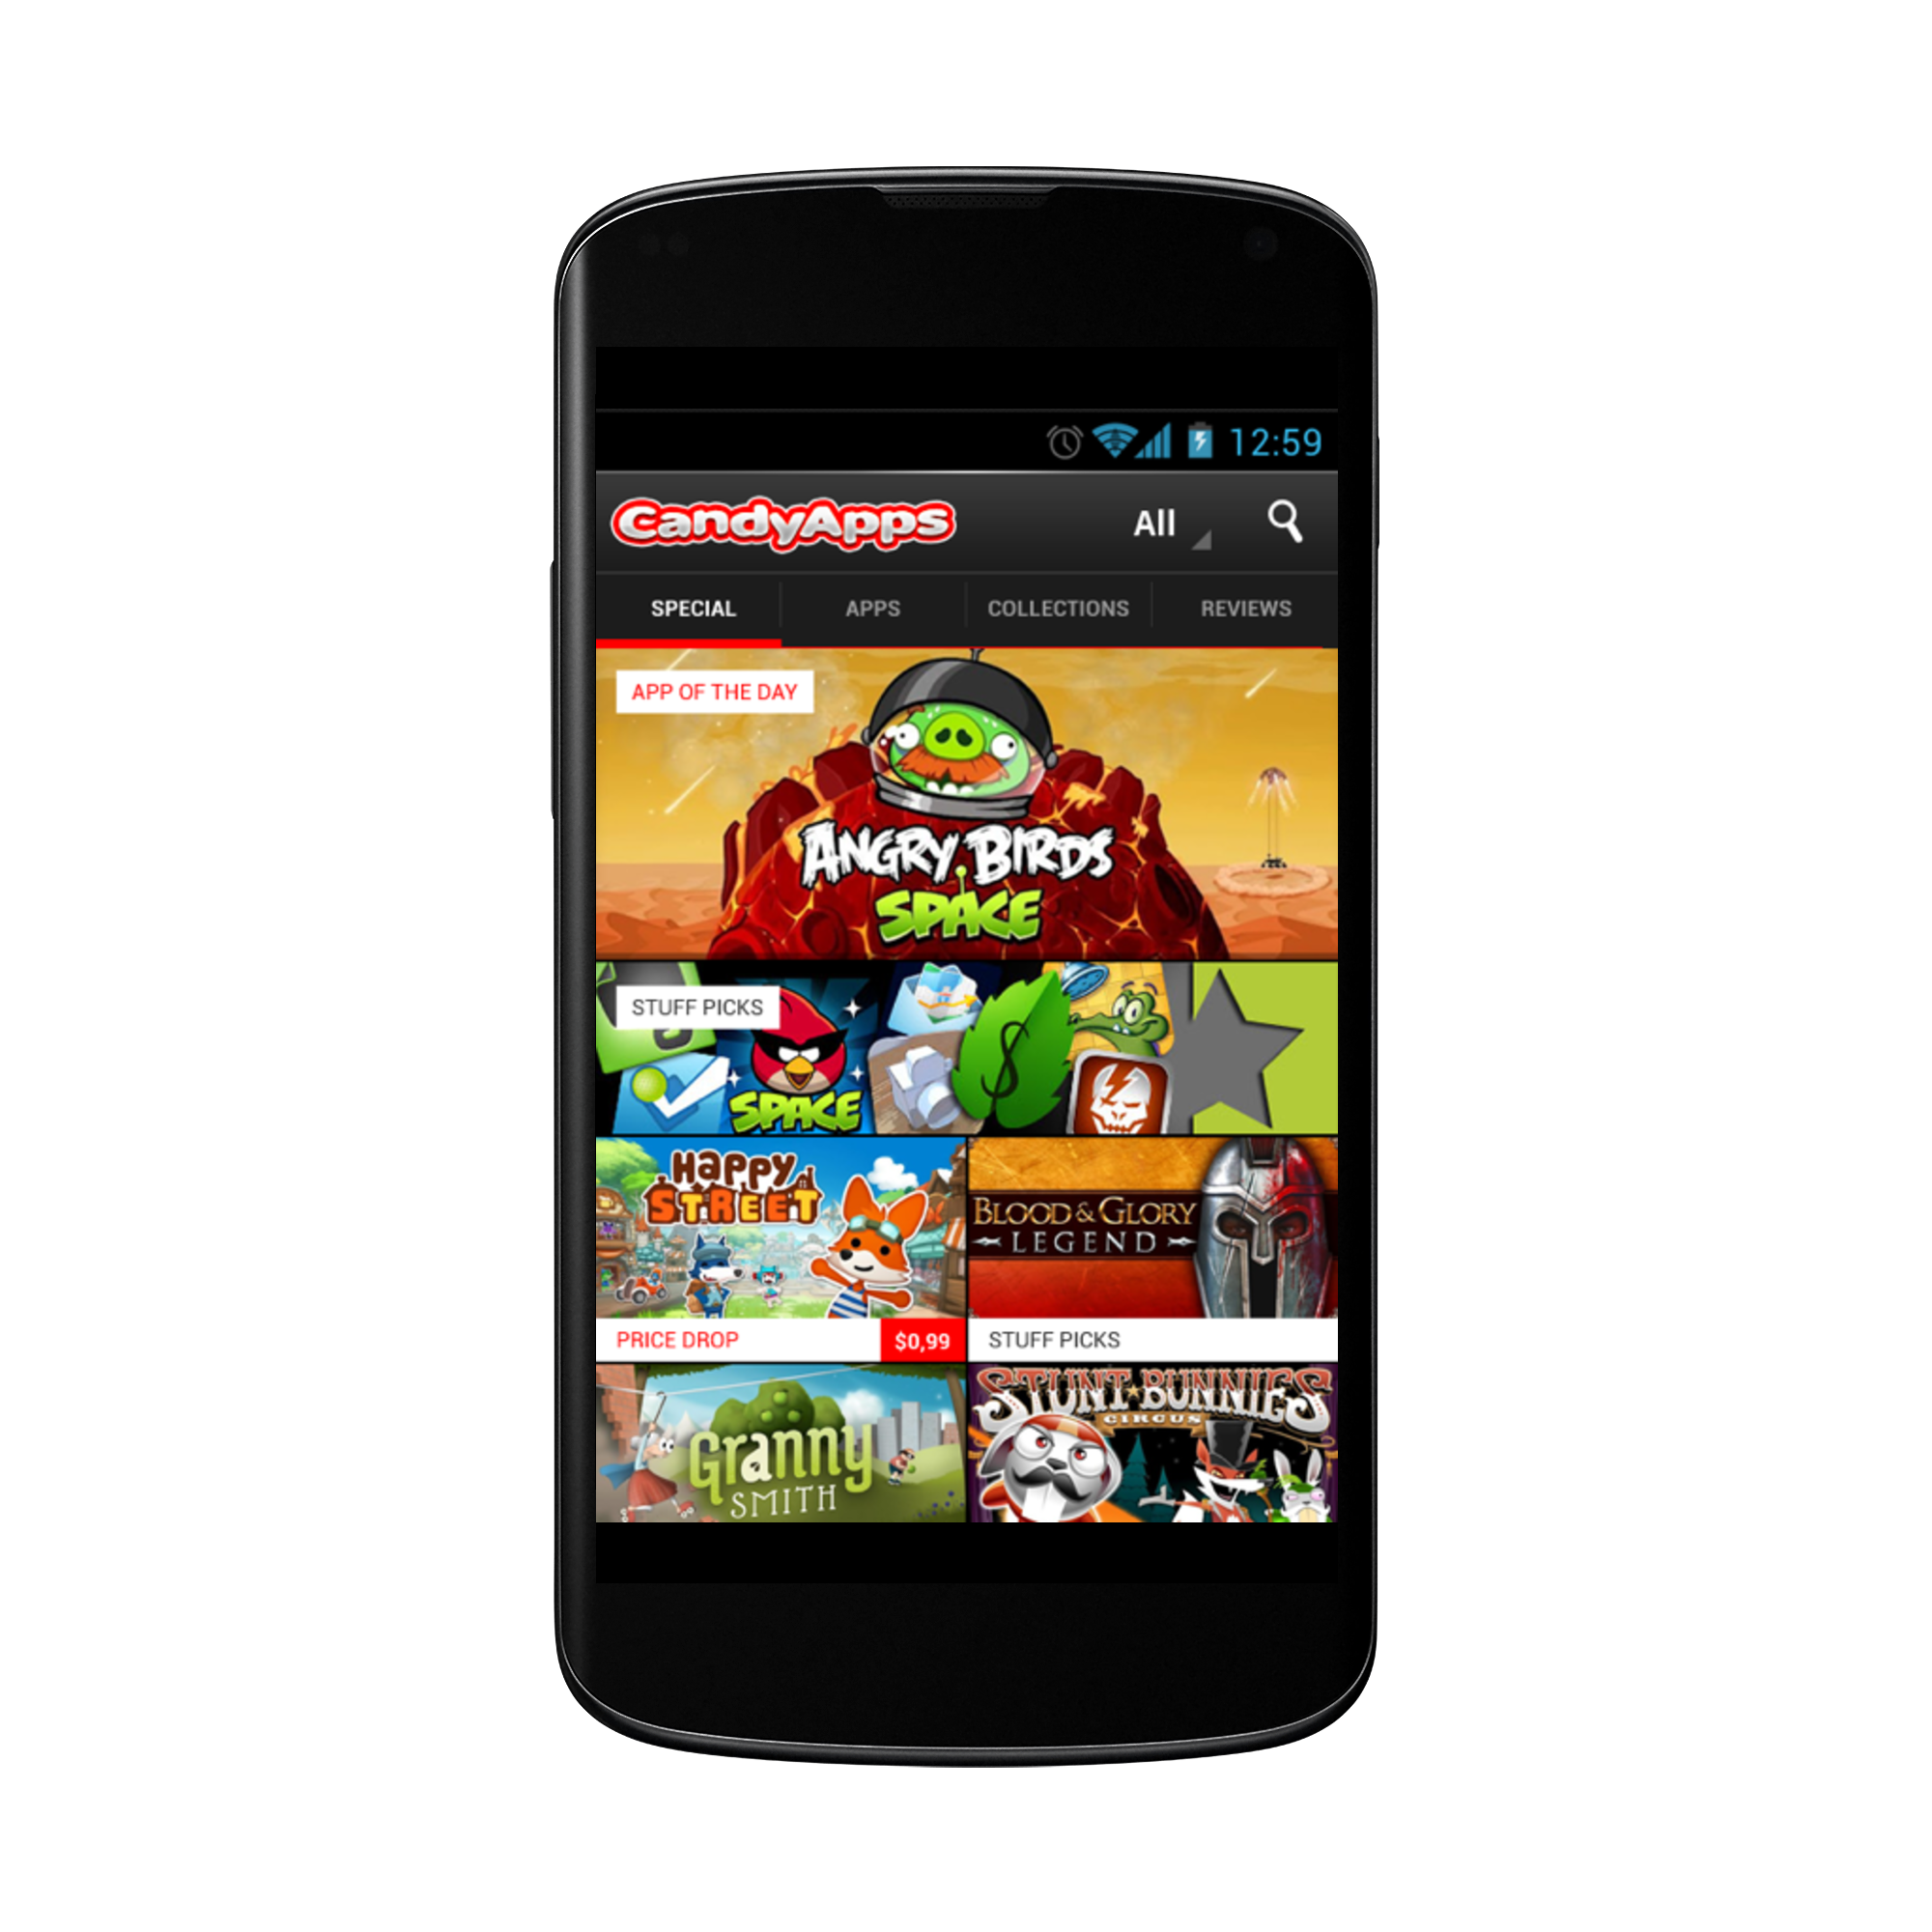 12:59
CandyApps
All
SPECIAL
APPS
COLLECTIONS
REVIEWS
APP OF THE DAY
ANGRY BIRDS
SPACE
STUFF PICKS
$
SPACE
HAPPY
STREET
BLOOD & GLORY
LEGEND
PRICE DROP
$0,99
STUFF PICKS
Granny
SMITH
STUNT BUNNIES
CIRCUS